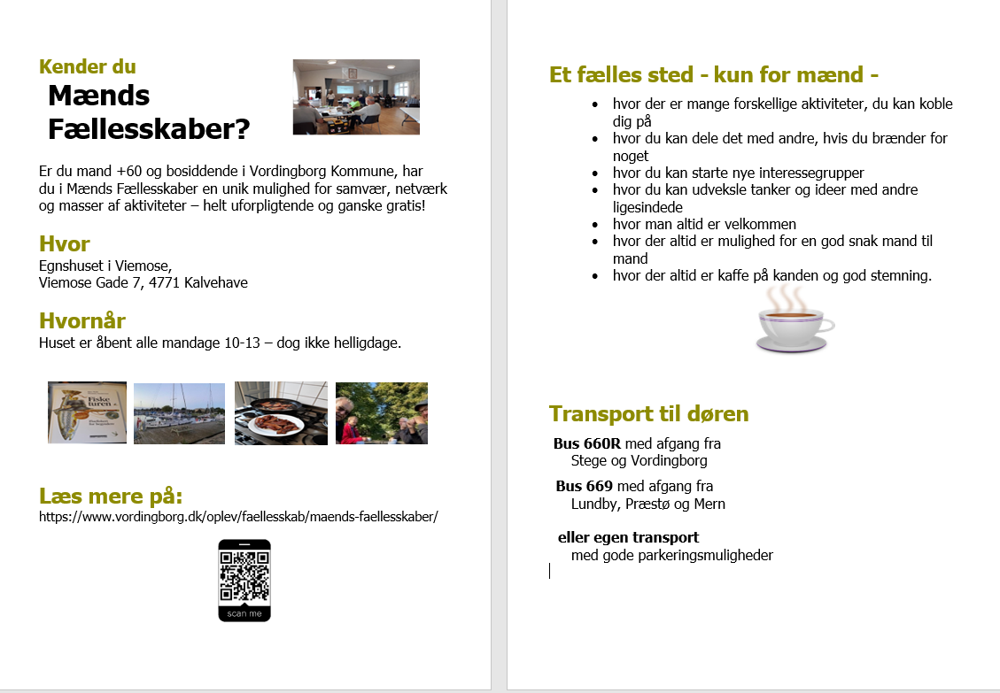 Kender du
Mænds
Fællesskaber?
Er du mand +60 og bosiddende i Vordingborg Kommune, har
du i Mænds Fællesskaber en unik mulighed for samvær, netværk
og masser af aktiviteter – helt uforpligtende og ganske gratis!
Hvor
Egnshuset i Viemose,
Viemose Gade 7, 4771 Kalvehave
Hvornår
Huset er åbent alle mandage 10-13 – dog ikke helligdage.
Fiske
turen
Læs mere på:
https://www.vordingborg.dk/oplev/faellesskab/maends-faellesskaber/
scan me
Et fælles sted - kun for mænd -
• hvor der er mange forskellige aktiviteter, du kan koble
dig på
• hvor du kan dele det med andre, hvis du brænder for
noget
• hvor du kan starte nye interessegrupper
• hvor du kan udveksle tanker og ideer med andre
ligesindede
• hvor man altid er velkommen
• hvor der altid er mulighed for en god snak mand til
mand
• hvor der altid er kaffe på kanden og god stemning.
Transport til døren
Bus 660R med afgang fra
Stege og Vordingborg
Bus 669 med afgang fra
Lundby, Præstø og Mern
eller egen transport
med gode parkeringsmuligheder